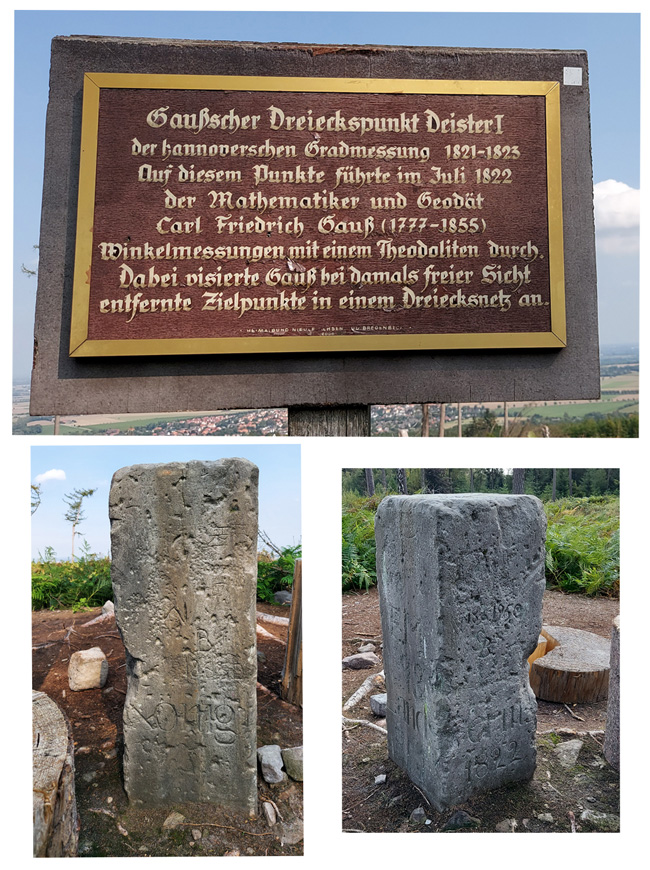 Gaußscher Dreieckspunkt Deister I
der hannoverschen Gradmessung 1821-1823
Auf diesem Punkte führte im Juli 1822
der Mathematiker und Geodät
Carl Friedrich Gauß (1777-1855)
Winkelmessungen mit einem Theodoliten durch.
Dabei visierte Gauß bei damals freier Sicht
entfernte Zielpunkte in einem Dreiecksnetz an.
1822